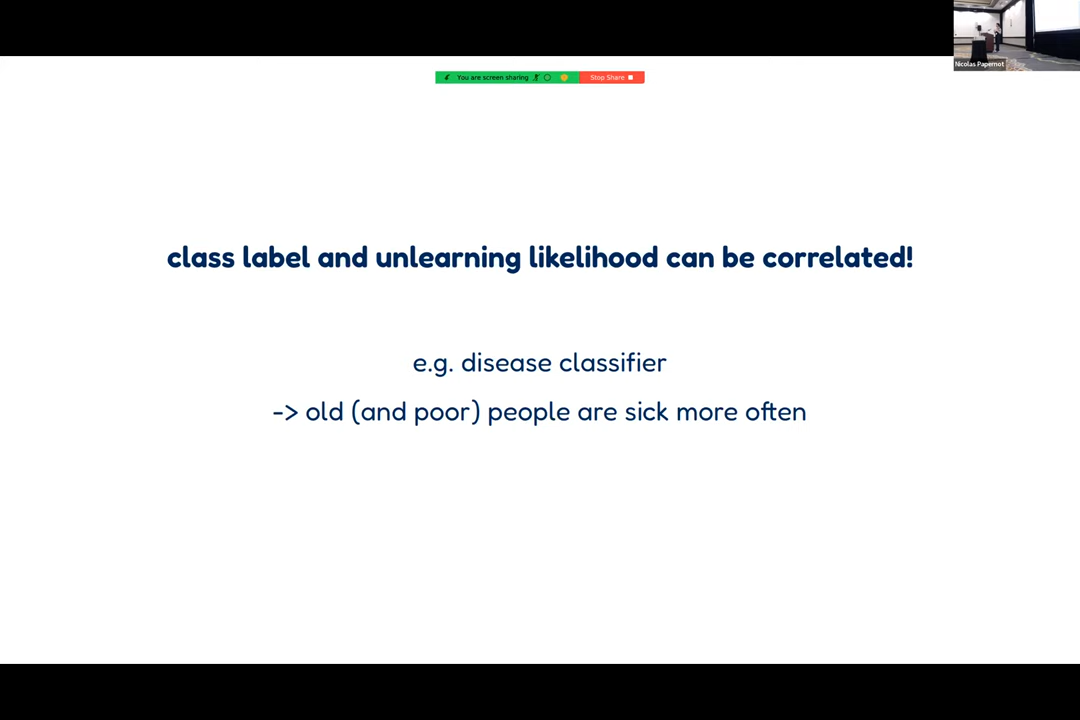 Nicolas Papernot
You are screen sharing
Stop Share
class label and unlearning likelihood can be correlated!
e.g. disease classifier
-> old (and poor) people are sick more often